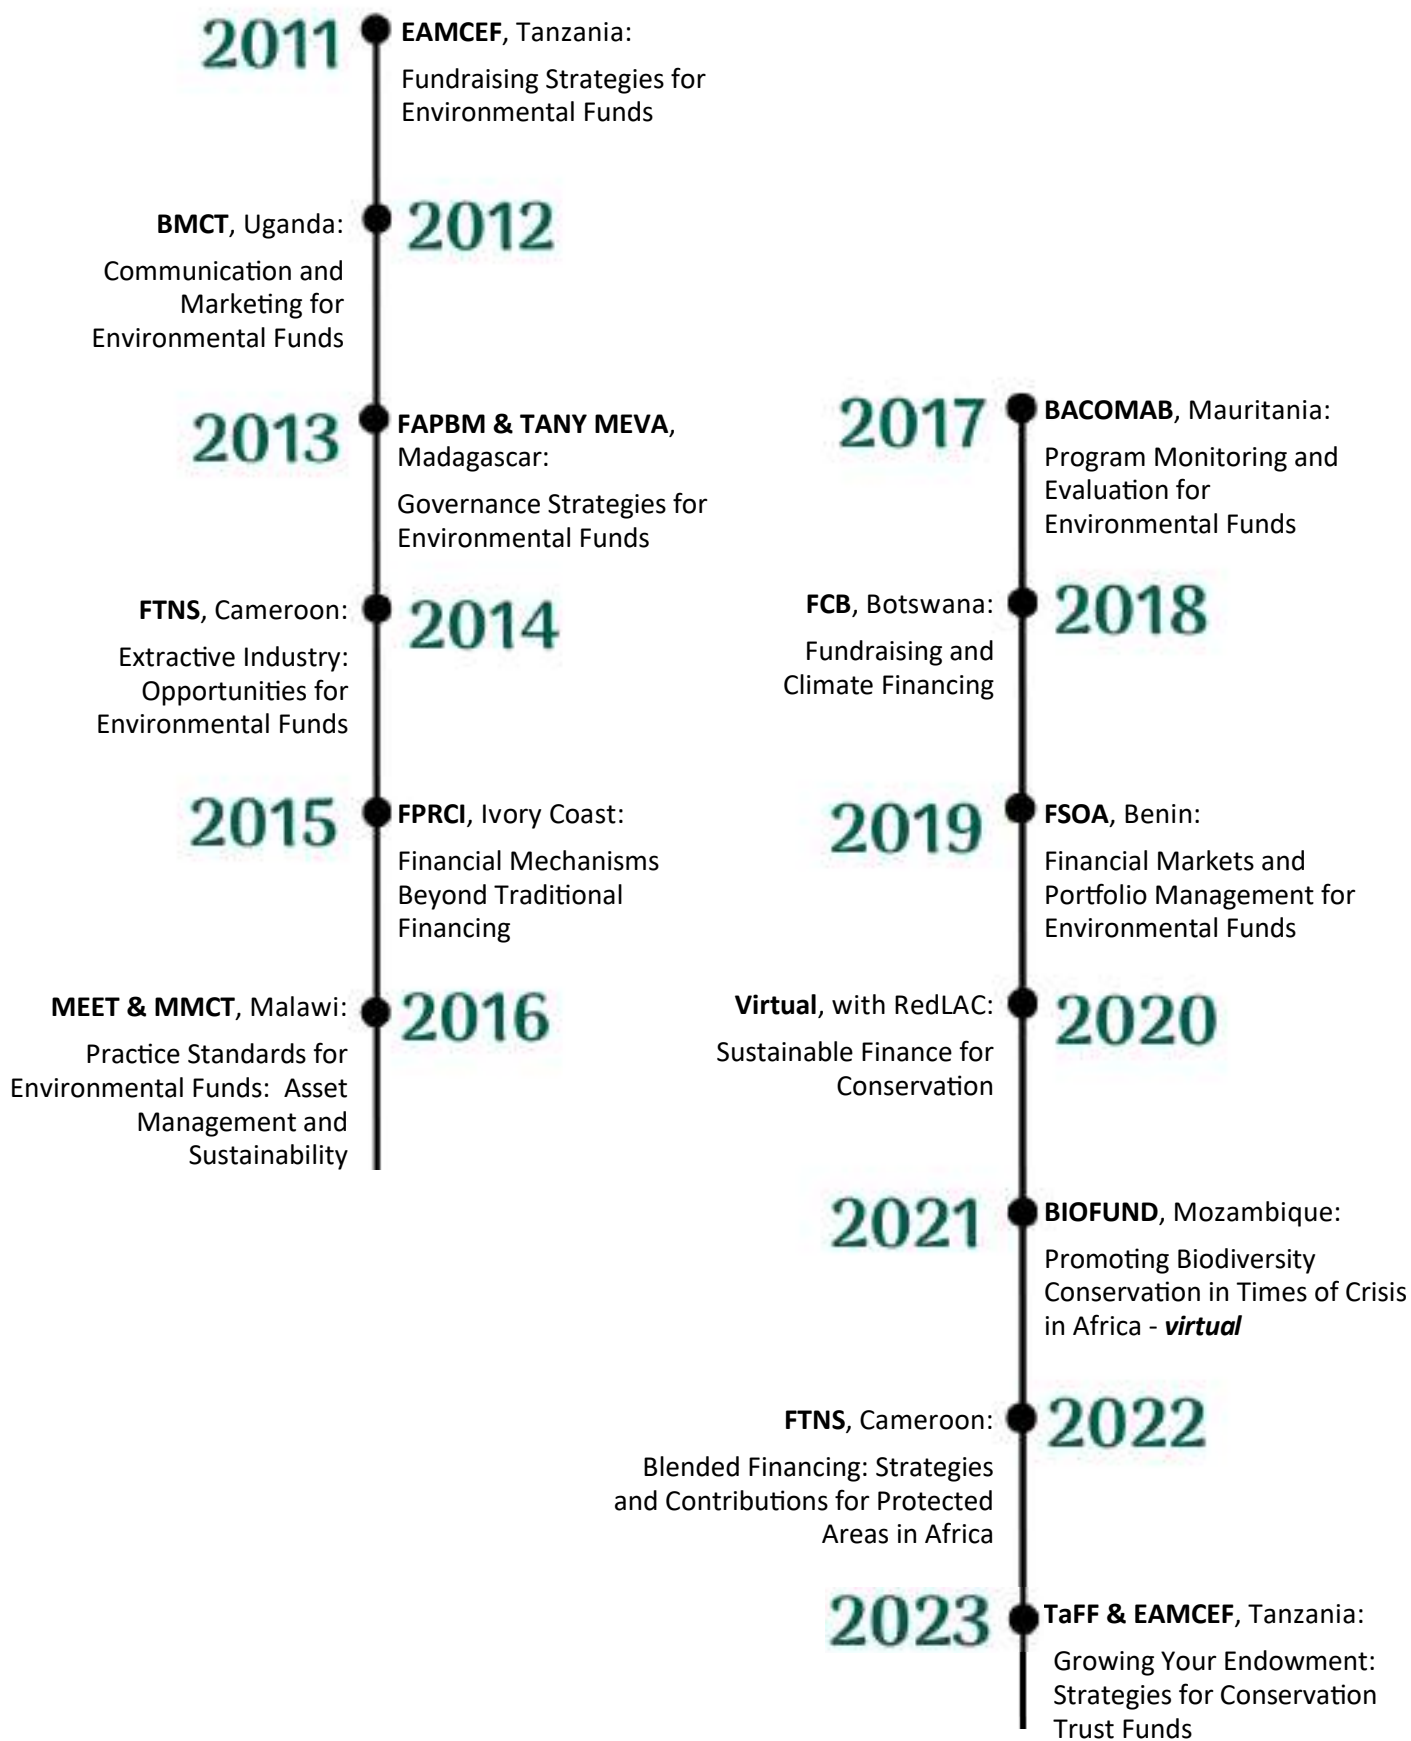 2011
EAMCEF, Tanzania:
Fundraising Strategies for
Environmental Funds
BMCT, Uganda:
2012
Communication and
Marketing for
Environmental Funds
2013
FAPBM & TANY MEVA,
Madagascar:
Governance Strategies for
Environmental Funds
FTNS, Cameroon:
2014
Extractive Industry:
Opportunities for
Environmental Funds
2015
FPRCI, Ivory Coast:
Financial Mechanisms
Beyond Traditional
Financing
MEET & MMCT, Malawi:
2016
Practice Standards for
Environmental Funds:  Asset
Management and
Sustainability
2017
BACOMAB, Mauritania:
Program Monitoring and
Evaluation for
Environmental Funds
FCB, Botswana:
2018
Fundraising and
Climate Financing
2019
FSOA, Benin:
Financial Markets and
Portfolio Management for
Environmental Funds
Virtual, with RedLAC:
2020
Sustainable Finance for
Conservation
2021
BIOFUND, Mozambique:
Promoting Biodiversity
Conservation in Times of Crisis
in Africa - virtual
FTNS, Cameroon:
2022
Blended Financing: Strategies
and Contributions for Protected
Areas in Africa
2023
TaFF & EAMCEF, Tanzania:
Growing Your Endowment:
Strategies for Conservation
Trust Funds